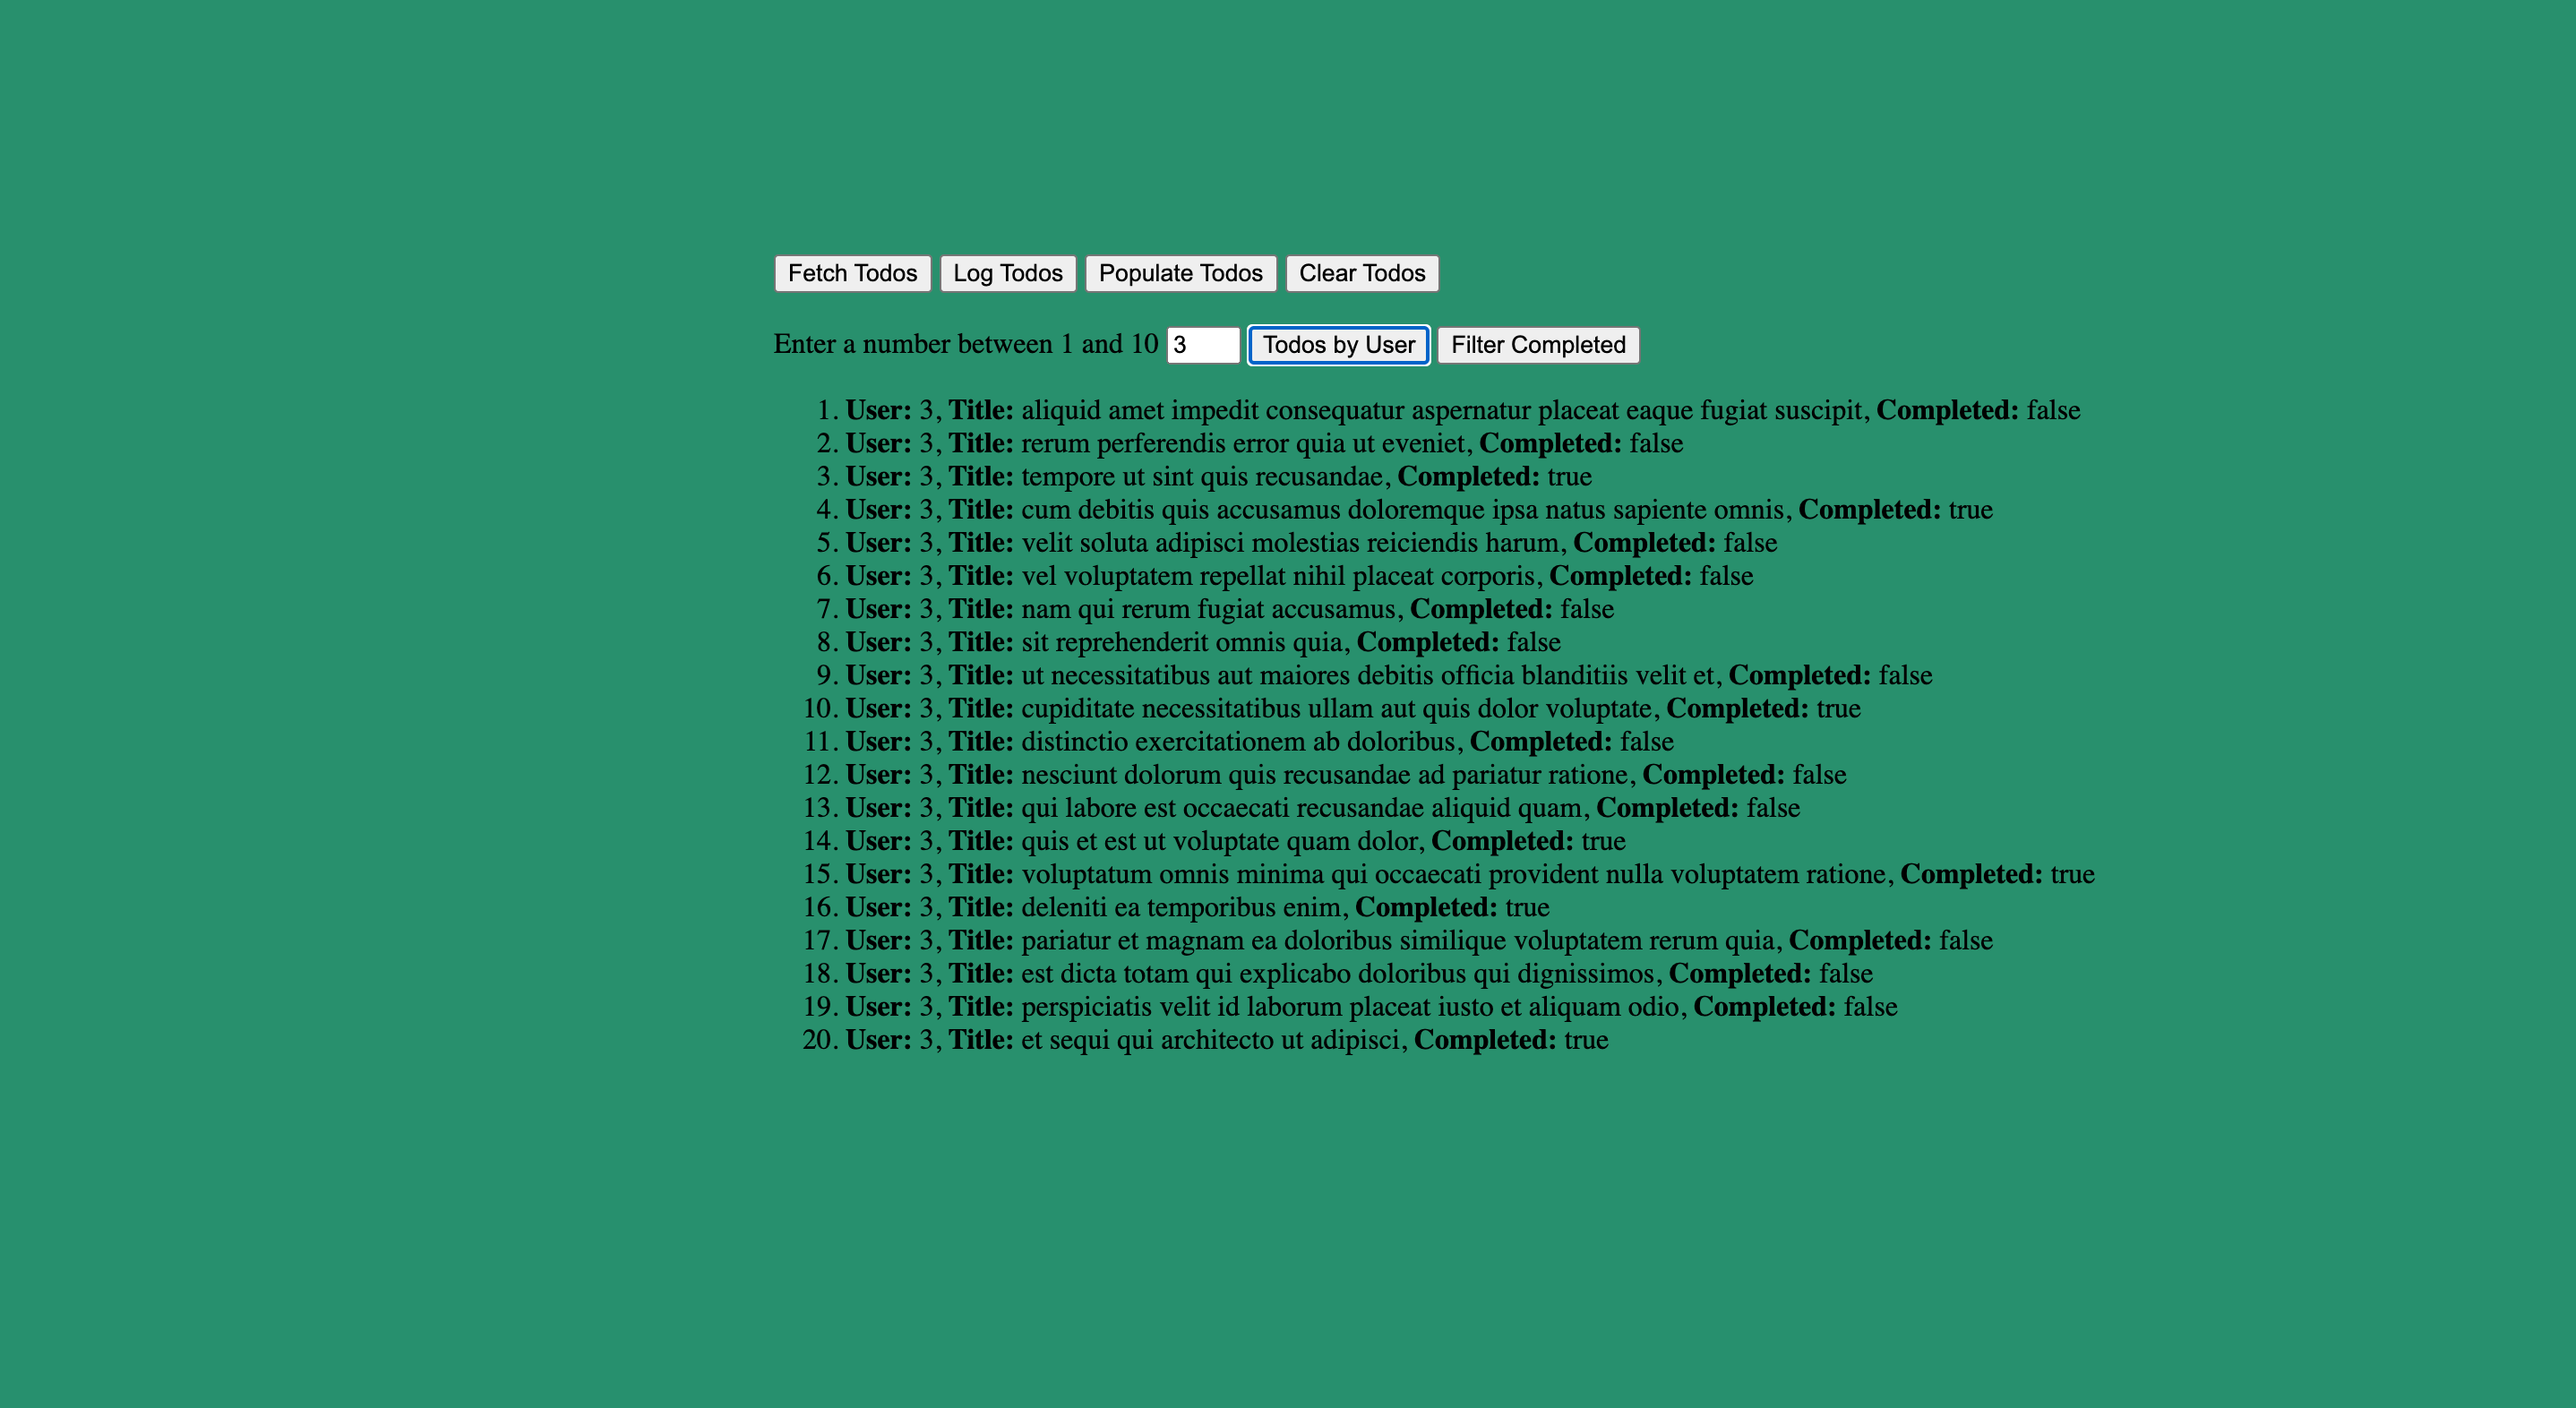 Fetch Todos Log Todos Populate Todos Clear Todos
Enter a number between 1 and 10 3 Todos by User Filter Completed
1. User: 3, Title: aliquid amet impedit consequatur aspernatur placeat eaque fugiat suscipit, Completed: false
2. User: 3, Title: rerum perferendis error quia ut eveniet, Completed: false
3. User: 3, Title: tempore ut sint quis recusandae, Completed: true
4. User: 3, Title: cum debitis quis accusamus doloremque ipsa natus sapiente omnis, Completed: true
5. User: 3, Title: velit soluta adipisci molestias reiciendis harum, Completed: false
6. User: 3, Title: vel voluptatem repellat nihil placeat corporis, Completed: false
7. User: 3, Title: nam qui rerum fugiat accusamus, Completed: false
8. User: 3, Title: sit reprehenderit omnis quia, Completed: false
9. User: 3, Title: ut necessitatibus aut maiores debitis officia blanditiis velit et, Completed: false
10. User: 3, Title: cupiditate necessitatibus ullam aut quis dolor voluptate, Completed: true
11. User: 3, Title: distinctio exercitationem ab doloribus, Completed: false
12. User: 3, Title: nesciunt dolorum quis recusandae ad pariatur ratione, Completed: false
13. User: 3, Title: qui labore est occaecati recusandae aliquid quam, Completed: false
14. User: 3, Title: quis et est ut voluptate quam dolor, Completed: true
15. User: 3, Title: voluptatum omnis minima qui occaecati provident nulla voluptatem ratione, Completed: true
16. User: 3, Title: deleniti ea temporibus enim, Completed: true
17. User: 3, Title: pariatur et magnam ea doloribus similique voluptatem rerum quia, Completed: false
18. User: 3, Title: est dicta totam qui explicabo doloribus qui dignissimos, Completed: false
19. User: 3, Title: perspiciatis velit id laborum placeat iusto et aliquam odio, Completed: false
20. User: 3, Title: et sequi qui architecto ut adipisci, Completed: true